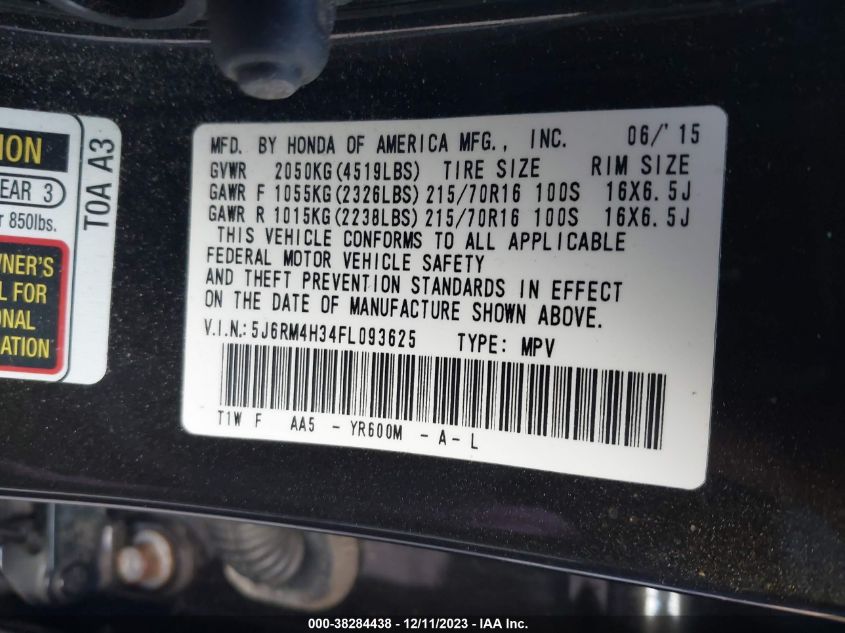 MFD. BY HONDA OF AMERICA MFG., INC. 06/'15
GVWR 2050KG(4519LBS) TIRE SIZE RIM SIZE
GAWR F 1055KG(2326LBS) 215/70R16 100S 16X6.5J
GAWR R 1015KG(2238LBS) 215/70R16 100S 16X6.5J
THIS VEHICLE CONFORMS TO ALL APPLICABLE
FEDERAL MOTOR VEHICLE SAFETY
AND THEFT PREVENTION STANDARDS IN EFFECT
ON THE DATE OF MANUFACTURE SHOWN ABOVE.
V.I.N.:5J6RM4H34FL093625 TYPE: MPV
T1W F AA5 - YR600M - A - L
ION
EAR 3
r 850lbs.
WNER'S
L FOR
ONAL
ATION
T0A A3
000-38284438 - 12/11/2023 - IAA Inc.